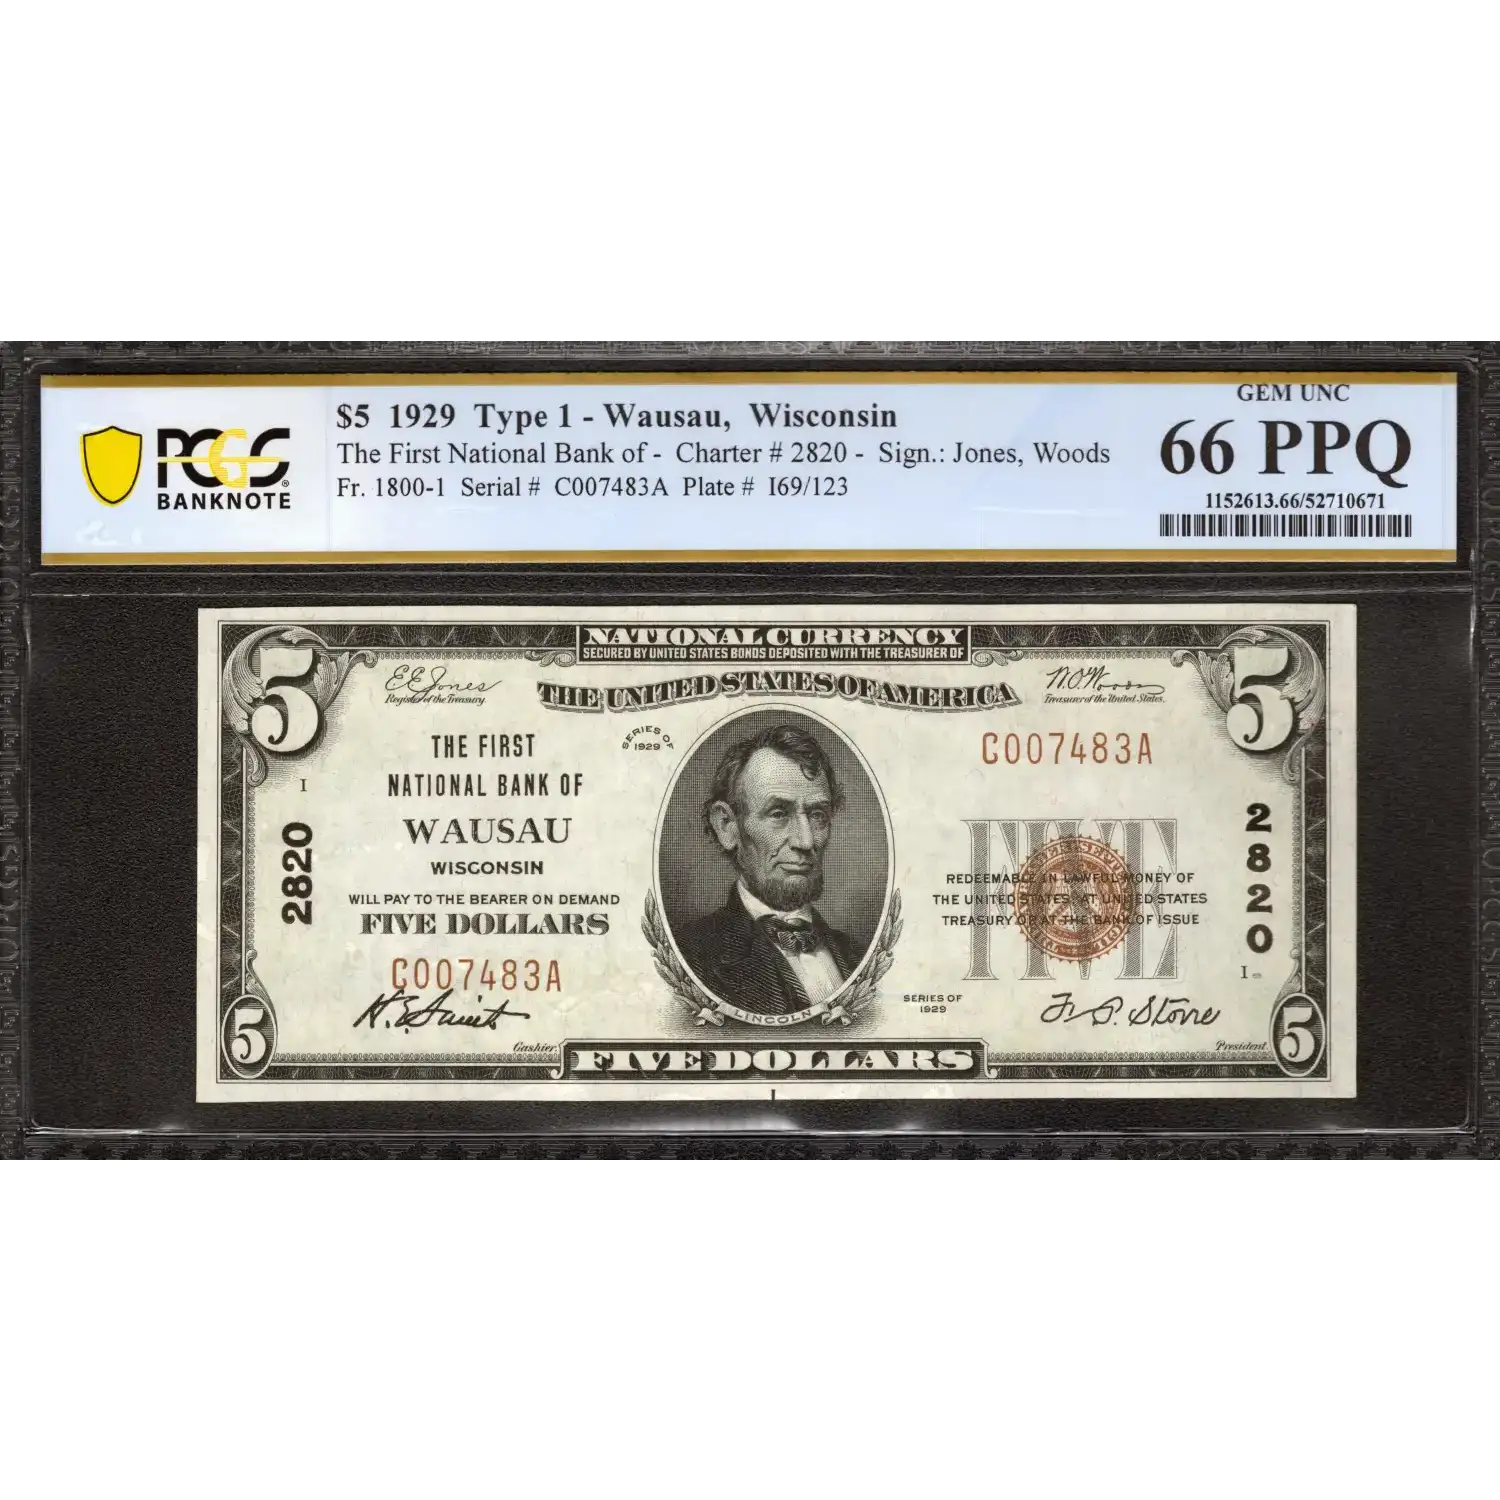 PCGS
BANKNOTE
$5 1929 Type 1 - Wausau, Wisconsin
The First National Bank of - Charter # 2820 - Sign.: Jones, Woods
Fr. 1800-1 Serial # C007483A Plate # I69/123
GEM UNC
66 PPQ
1152613.66/52710671
NATIONAL CURRENCY
SECURED BY UNITED STATES BONDS DEPOSITED WITH THE TREASURER OF
THE UNITED STATES OF AMERICA
5
5
E E Jones
Register of the Treasury.
W.O. Woods
Treasurer of the United States.
SERIES OF
1929
THE FIRST
NATIONAL BANK OF
WAUSAU
WISCONSIN
WILL PAY TO THE BEARER ON DEMAND
FIVE DOLLARS
C007483A
C007483A
I
2820
2820
FIVE
REDEEMABLE IN LAWFUL MONEY OF
THE UNITED STATES AT UNITED STATES
TREASURY OR AT THE BANK OF ISSUE
I
LINCOLN
SERIES OF
1929
Cashier.
President.
5
FIVE DOLLARS
5
I